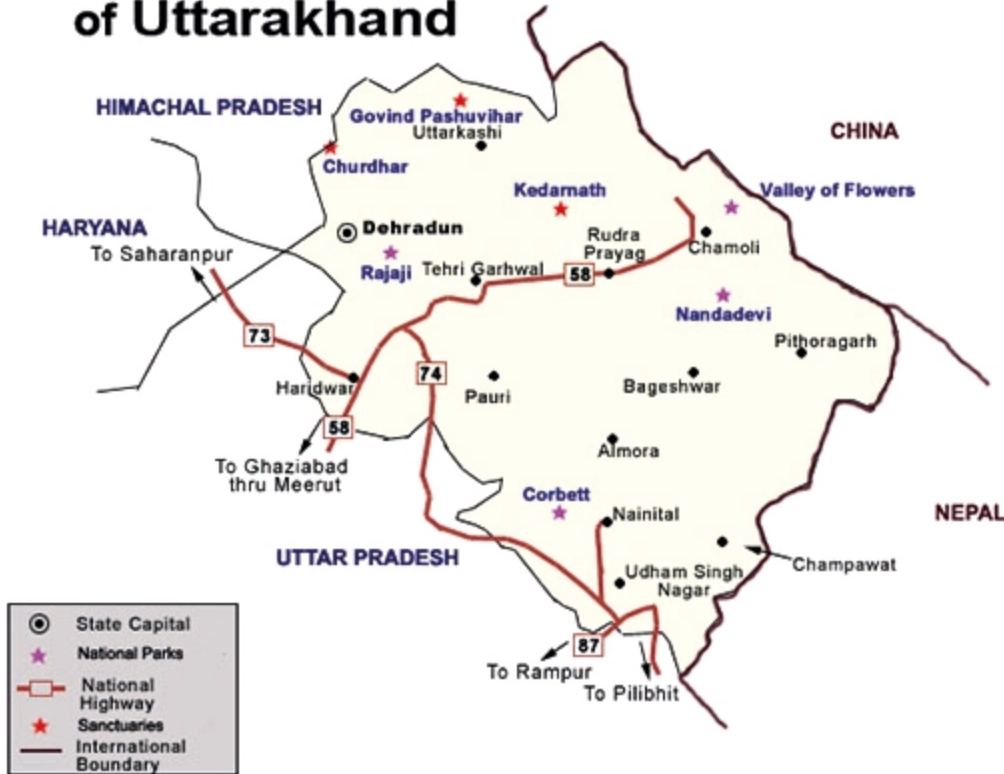 of Uttarakhand
HIMACHAL PRADESH
Govind Pashuvihar
Uttarkashi
CHINA
Churdhar
Kedarnath
Valley of Flowers
HARYANA
Dehradun
To Saharanpur
Rudra
Prayag
Chamoli
Rajaji
Tehri Garhwal
58
Nandadevi
73
Pithoragarh
74
Haridwar
Pauri
Bageshwar
58
Almora
To Ghaziabad
thru Meerut
Corbett
Nainital
NEPAL
UTTAR PRADESH
Champawat
Udham Singh
Nagar
87
To Rampur
To Pilibhit
State Capital
National Parks
National
Highway
Sanctuaries
International
Boundary